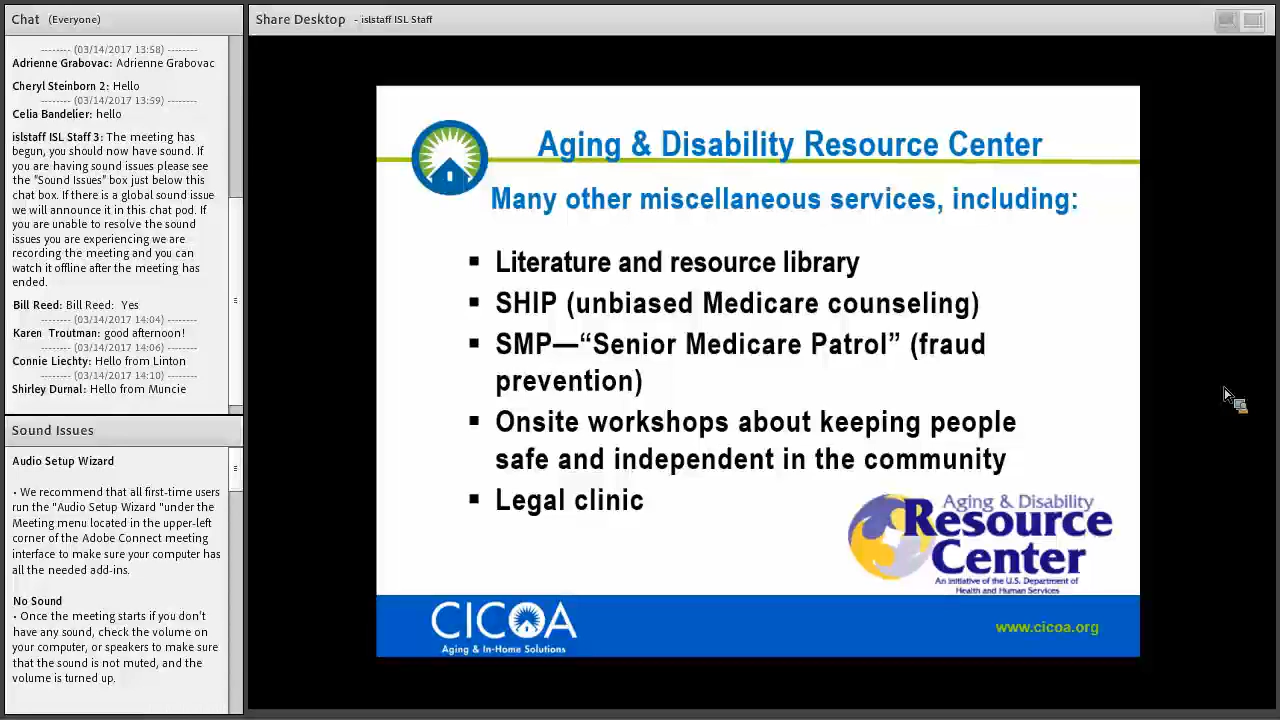 Chat (Everyone)
-------- (03/14/2017 13:58) --------
Adrienne Grabovac: Adrienne Grabovac
Cheryl Steinborn 2: Hello
-------- (03/14/2017 13:59) --------
Celia Bandelier: hello
islstaff ISL Staff 3: The meeting has
begun, you should now have sound. If
you are having sound issues please see
the "Sound Issues" box just below this
chat box. If there is a global sound issue
we will announce it in this chat pod. If
you are unable to resolve the sound
issues you are experiencing we are
recording the meeting and you can
watch it offline after the meeting has
ended.
Bill Reed: Bill Reed: Yes
-------- (03/14/2017 14:04) --------
Karen Troutman: good afternoon!
-------- (03/14/2017 14:06) --------
Connie Liechty: Hello from Linton
-------- (03/14/2017 14:10) --------
Shirley Durnal: Hello from Muncie
Sound Issues
Audio Setup Wizard
• We recommend that all first-time users
run the "Audio Setup Wizard "under the
Meeting menu located in the upper-left
corner of the Adobe Connect meeting
interface to make sure your computer has
all the needed add-ins.
No Sound
• Once the meeting starts if you don't
have any sound, check the volume on
your computer, or speakers to make sure
that the sound is not muted, and the
volume is turned up.
Share Desktop - islstaff ISL Staff
Aging & Disability Resource Center
Many other miscellaneous services, including:
▪ Literature and resource library
▪ SHIP (unbiased Medicare counseling)
▪ SMP—“Senior Medicare Patrol” (fraud
prevention)
▪ Onsite workshops about keeping people
safe and independent in the community
▪ Legal clinic
Aging & Disability
Resource
Center
An initiative of the U.S. Department of
Health and Human Services
CICOA
Aging & In-Home Solutions
www.cicoa.org